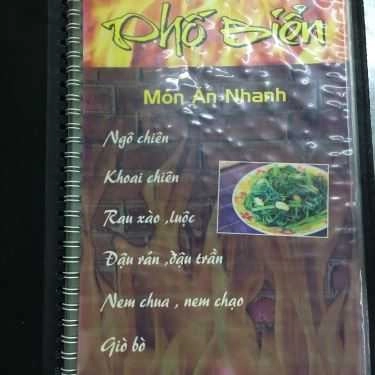 Phố Biển
Món Ăn Nhanh
Ngô chiên
Khoai chiên
Rau xào ,luộc
Đậu rán ,đậu trần
Nem chua , nem chạo
Giò bò